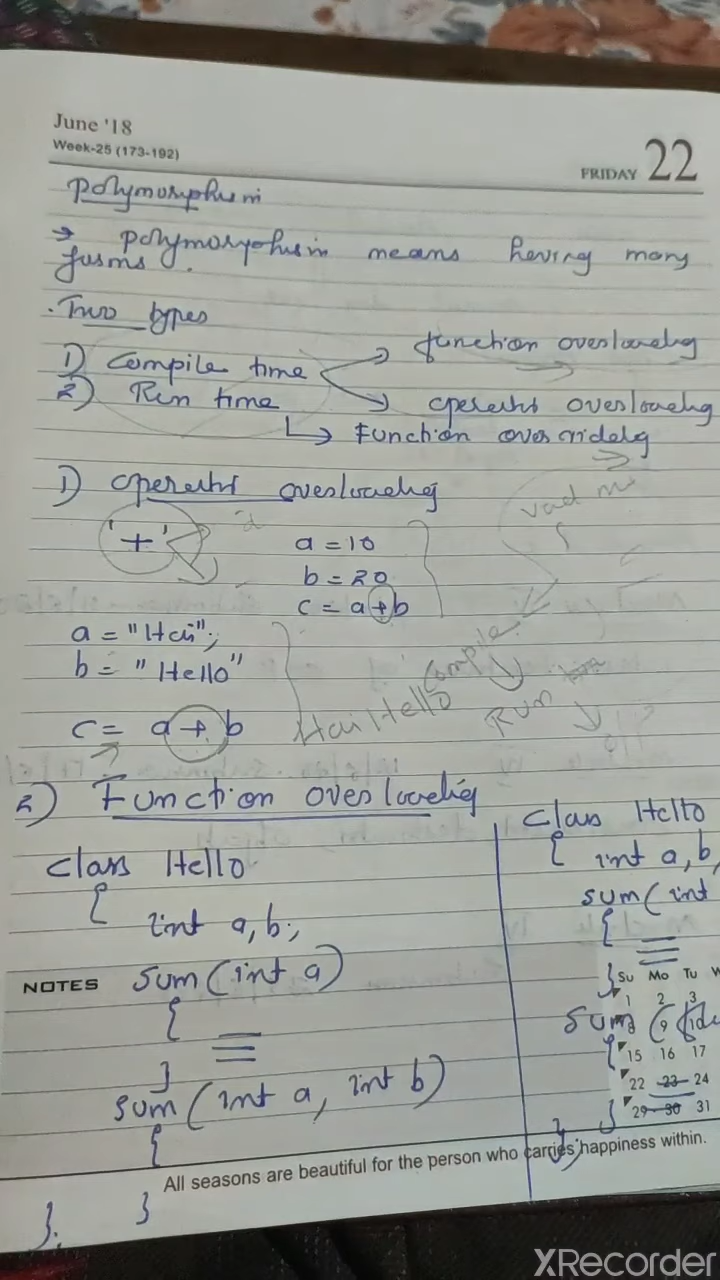 June '18
Week-25 (173-192)
FRIDAY 22
Polymorphism
→ polymorphism means having many
forms.
Two types
1) Compile time → function overloading
→ operator overloading
2) Run time
↳ Function overriding
1) operator overloading
'+'
a = 10
b = 20
c = a+b
a = "Hai";
b = "Hello"
c = a + b
HaiHello
Compile
Run
2) Function overloading
class Hello
{
int a, b;
sum (int a)
{
}
sum (int a, int b)
{
}
}.
class Hello
{ int a, b,
sum (int
{
}
sum (
{
}
};
NOTES
Su Mo Tu W
1 2 3
9
15 16 17
22 23 24
29 30 31
All seasons are beautiful for the person who carries happiness within.
XRecorder